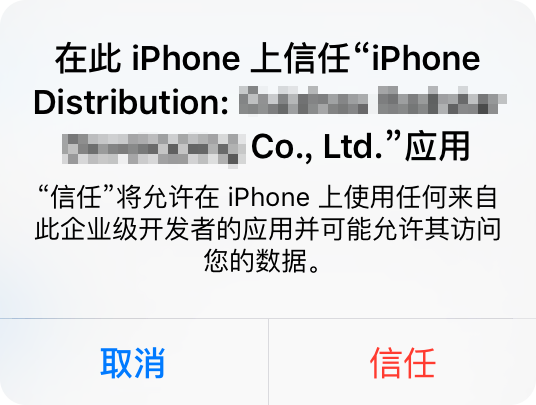 在此 iPhone 上信任“iPhone
Distribution:
Co., Ltd.”应用
“信任”将允许在 iPhone 上使用任何来自
此企业级开发者的应用并可能允许其访问
您的数据。
取消
信任